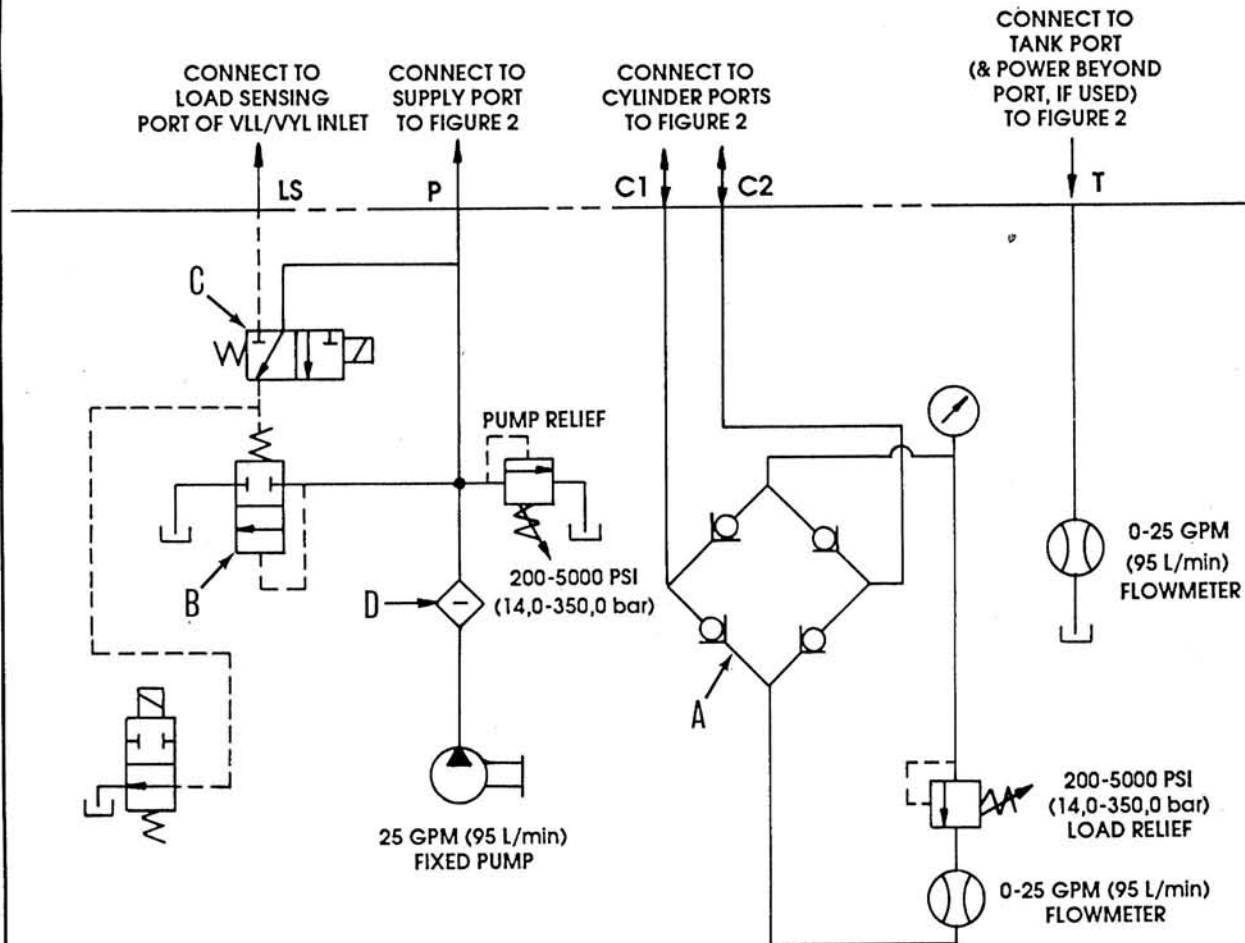 CONNECT TO
LOAD SENSING
PORT OF VLL/VYL INLET
CONNECT TO
SUPPLY PORT
TO FIGURE 2
CONNECT TO
CYLINDER PORTS
TO FIGURE 2
CONNECT TO
TANK PORT
(& POWER BEYOND
PORT, IF USED)
TO FIGURE 2
LS
P
C1
C2
T
C
PUMP RELIEF
200-5000 PSI
(14,0-350,0 bar)
B
D
A
0-25 GPM
(95 L/min)
FLOWMETER
25 GPM (95 L/min)
FIXED PUMP
200-5000 PSI
(14,0-350,0 bar)
LOAD RELIEF
0-25 GPM (95 L/min)
FLOWMETER